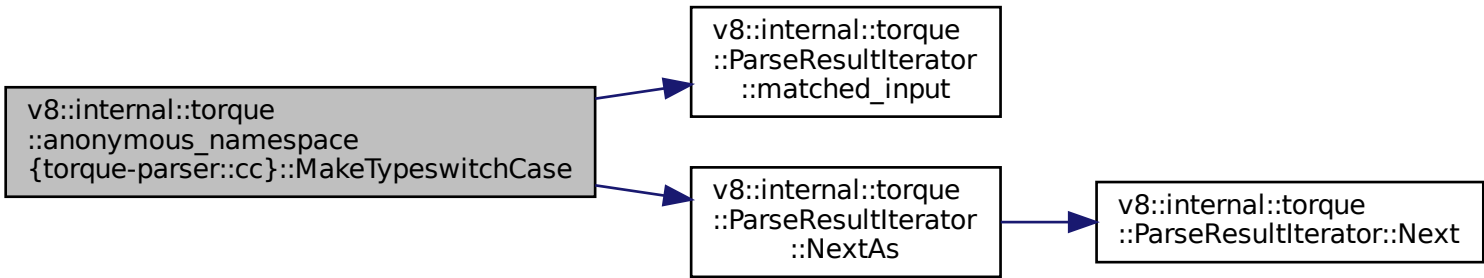 v8::internal::torque
::anonymous_namespace
{torque-parser::cc}::MakeTypeswitchCase
v8::internal::torque
::ParseResultIterator
::matched_input
v8::internal::torque
::ParseResultIterator
::NextAs
v8::internal::torque
::ParseResultIterator::Next